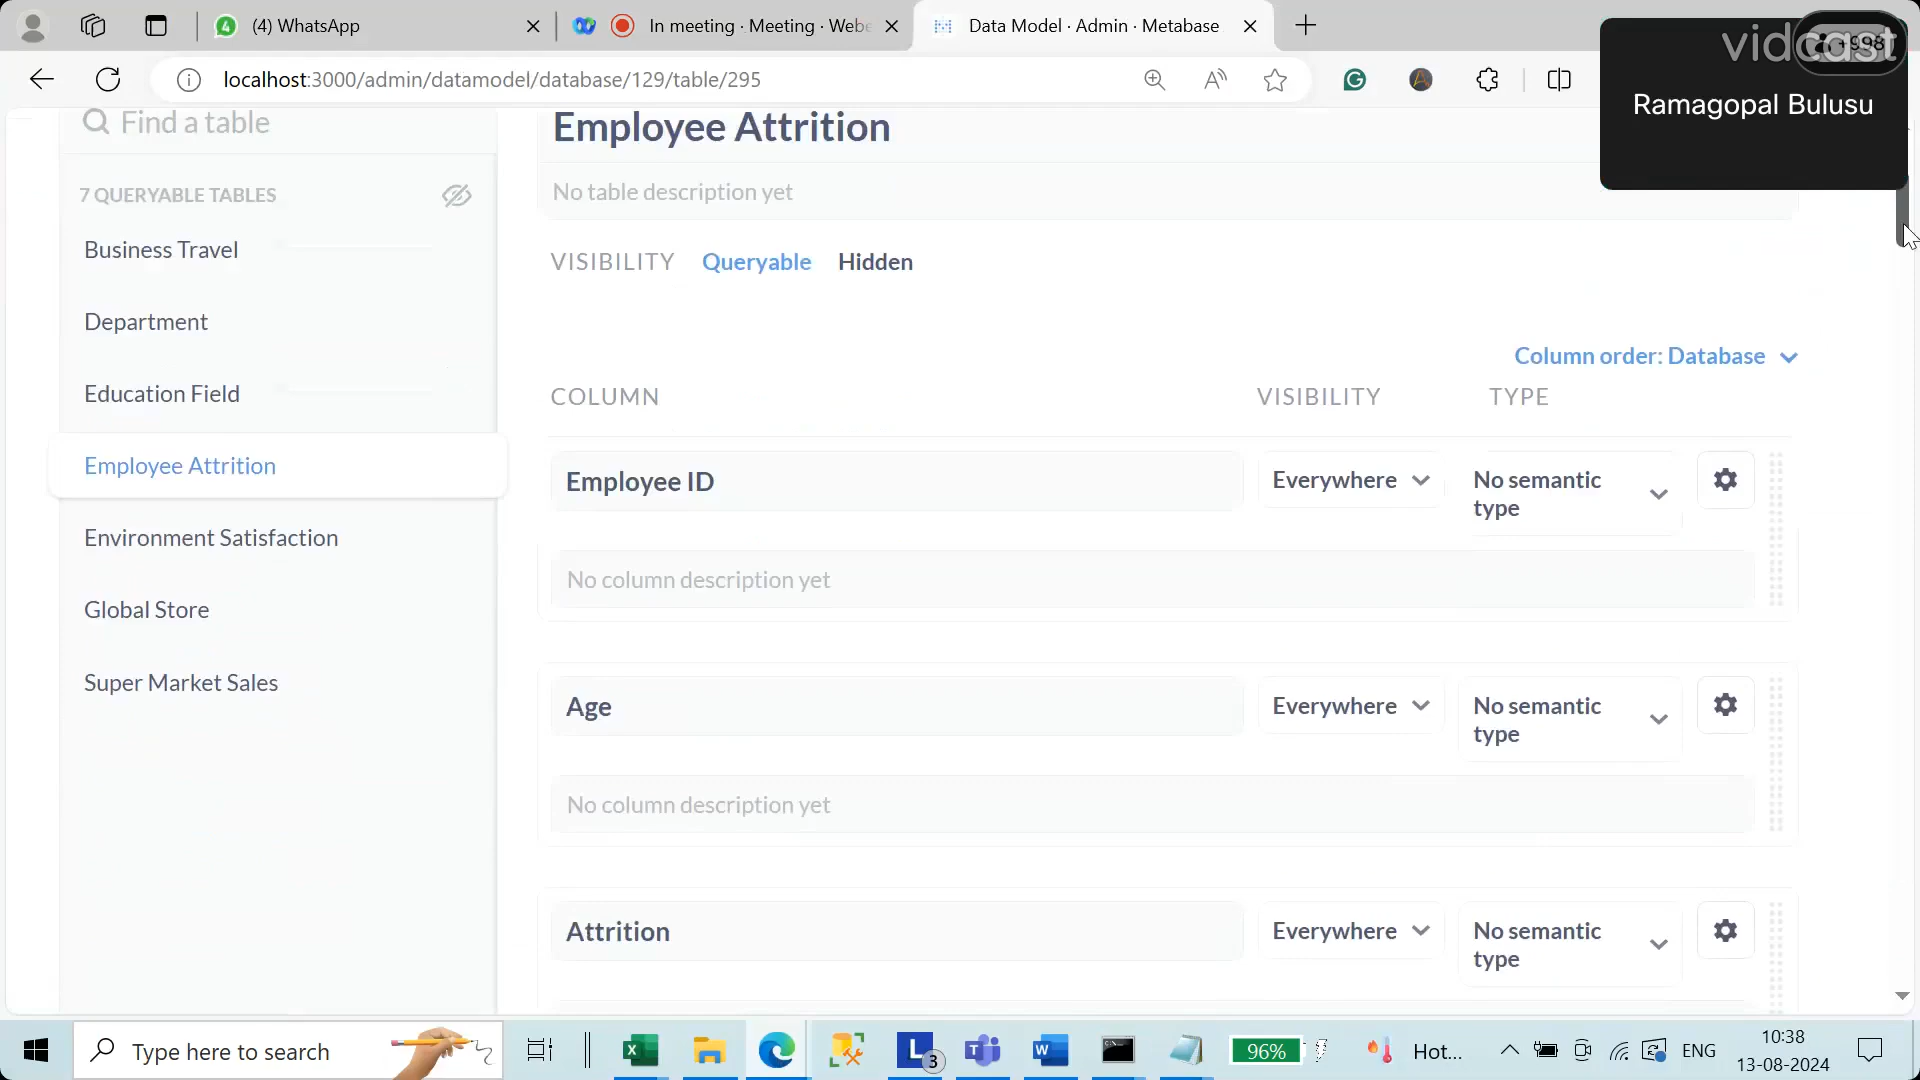 (4) WhatsApp
In meeting · Meeting · Webe
Data Model · Admin · Metabase
vidcast
+998
localhost:3000/admin/datamodel/database/129/table/295
Ramagopal Bulusu
Find a table
7 QUERYABLE TABLES
Business Travel
Department
Education Field
Employee Attrition
Environment Satisfaction
Global Store
Super Market Sales
Employee Attrition
No table description yet
VISIBILITY Queryable Hidden
Column order: Database
COLUMN VISIBILITY TYPE
Employee ID
Everywhere
No semantic
type
No column description yet
Age
Everywhere
No semantic
type
No column description yet
Attrition
Everywhere
No semantic
type
Type here to search
3
96%
Hot...
ENG
10:38
13-08-2024